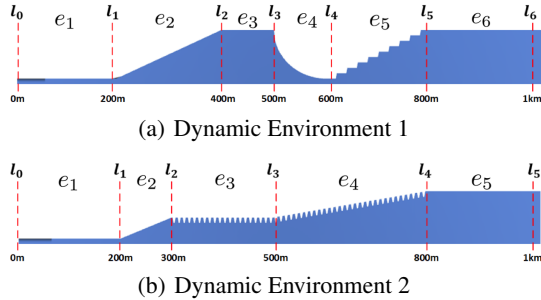 l0 l1 l2 l3 l4 l5 l6
e1 e2 e3 e4 e5 e6
0m 200m 400m 500m 600m 800m 1km
(a) Dynamic Environment 1
l0 l1 l2 l3 l4 l5
e1 e2 e3 e4 e5
0m 200m 300m 500m 800m 1km
(b) Dynamic Environment 2